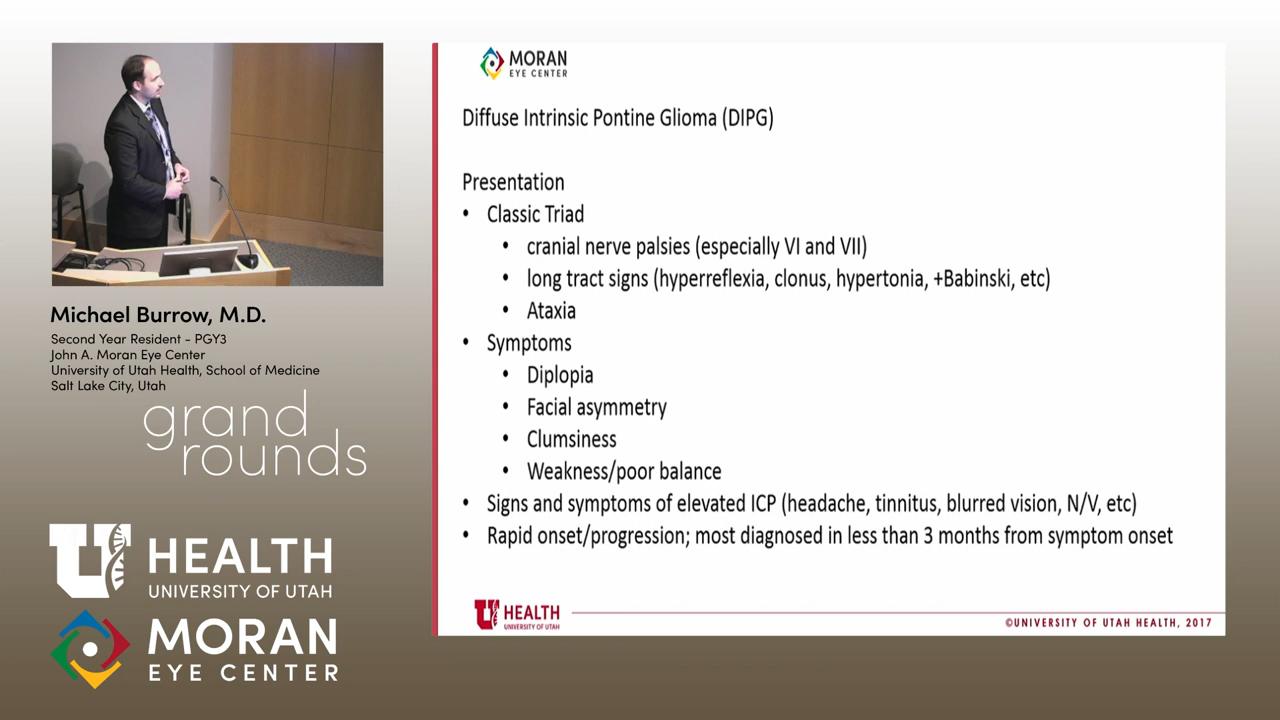 Michael Burrow, M.D.
Second Year Resident - PGY3
John A. Moran Eye Center
University of Utah Health, School of Medicine
Salt Lake City, Utah
grand
rounds
U HEALTH
UNIVERSITY OF UTAH
MORAN
EYE CENTER
MORAN
EYE CENTER
Diffuse Intrinsic Pontine Glioma (DIPG)
Presentation
• Classic Triad
• cranial nerve palsies (especially VI and VII)
• long tract signs (hyperreflexia, clonus, hypertonia, +Babinski, etc)
• Ataxia
• Symptoms
• Diplopia
• Facial asymmetry
• Clumsiness
• Weakness/poor balance
• Signs and symptoms of elevated ICP (headache, tinnitus, blurred vision, N/V, etc)
• Rapid onset/progression; most diagnosed in less than 3 months from symptom onset
U HEALTH
UNIVERSITY OF UTAH
©UNIVERSITY OF UTAH HEALTH, 2017